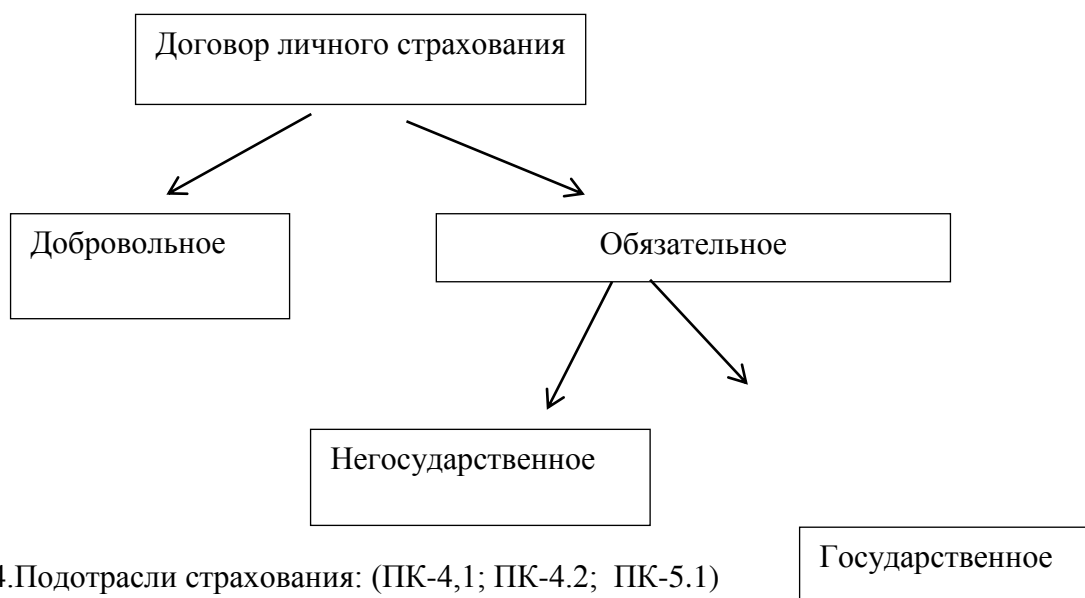 Договор личного страхования
Добровольное
Обязательное
Негосударственное
Государственное
4.Подотрасли страхования: (ПК-4,1; ПК-4.2; ПК-5.1)